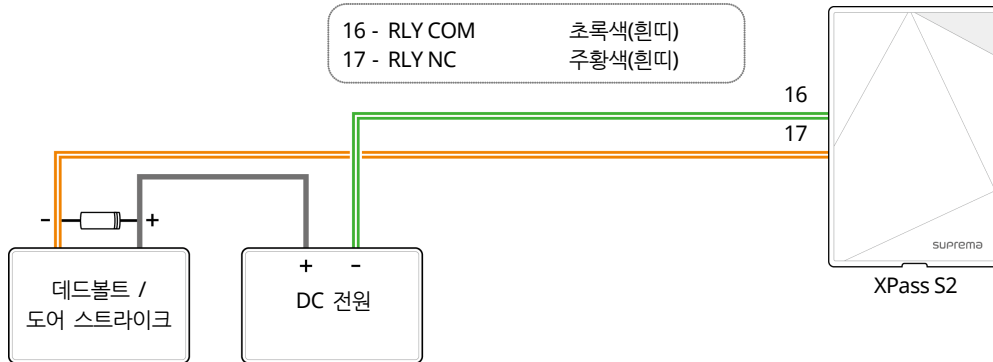 16 - RLY COM 초록색(흰띠)
17 - RLY NC 주황색(흰띠)
16
17
- +
suprema
XPass S2
데드볼트 /
도어 스트라이크
+ -
DC 전원